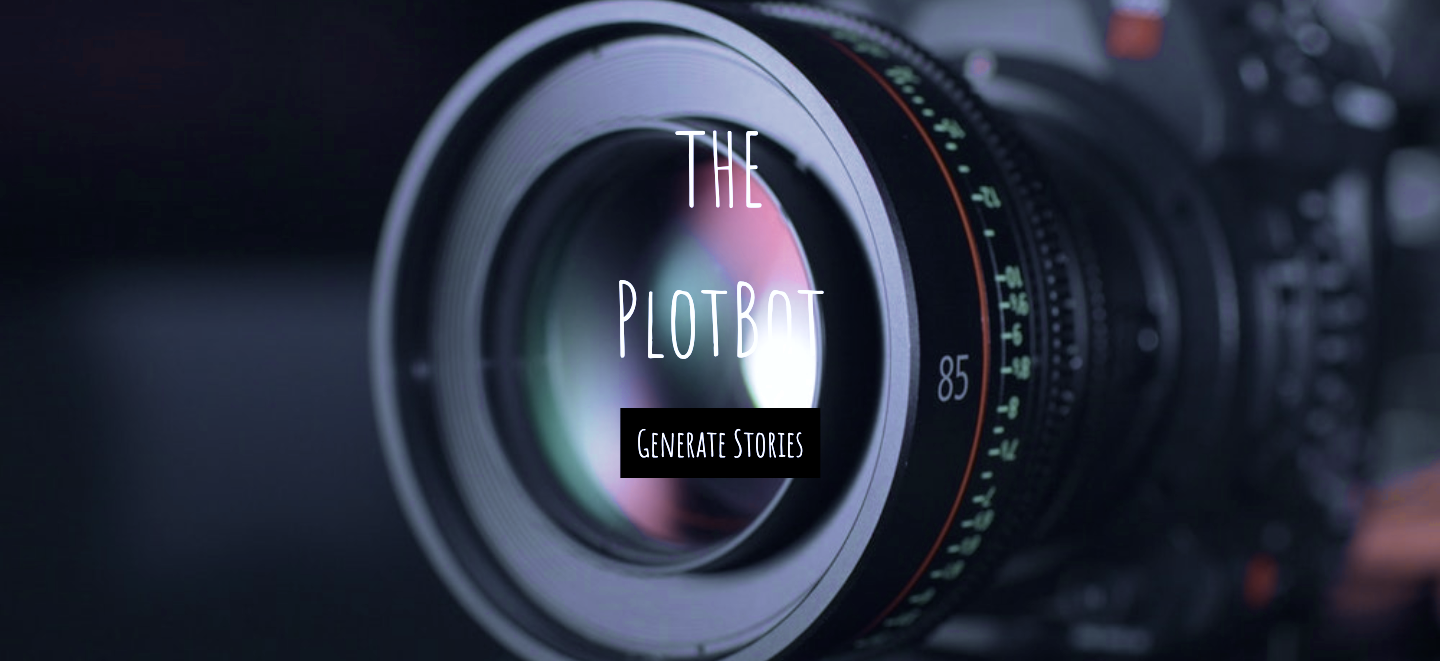 THE
PLOTBOT
GENERATE STORIES
85